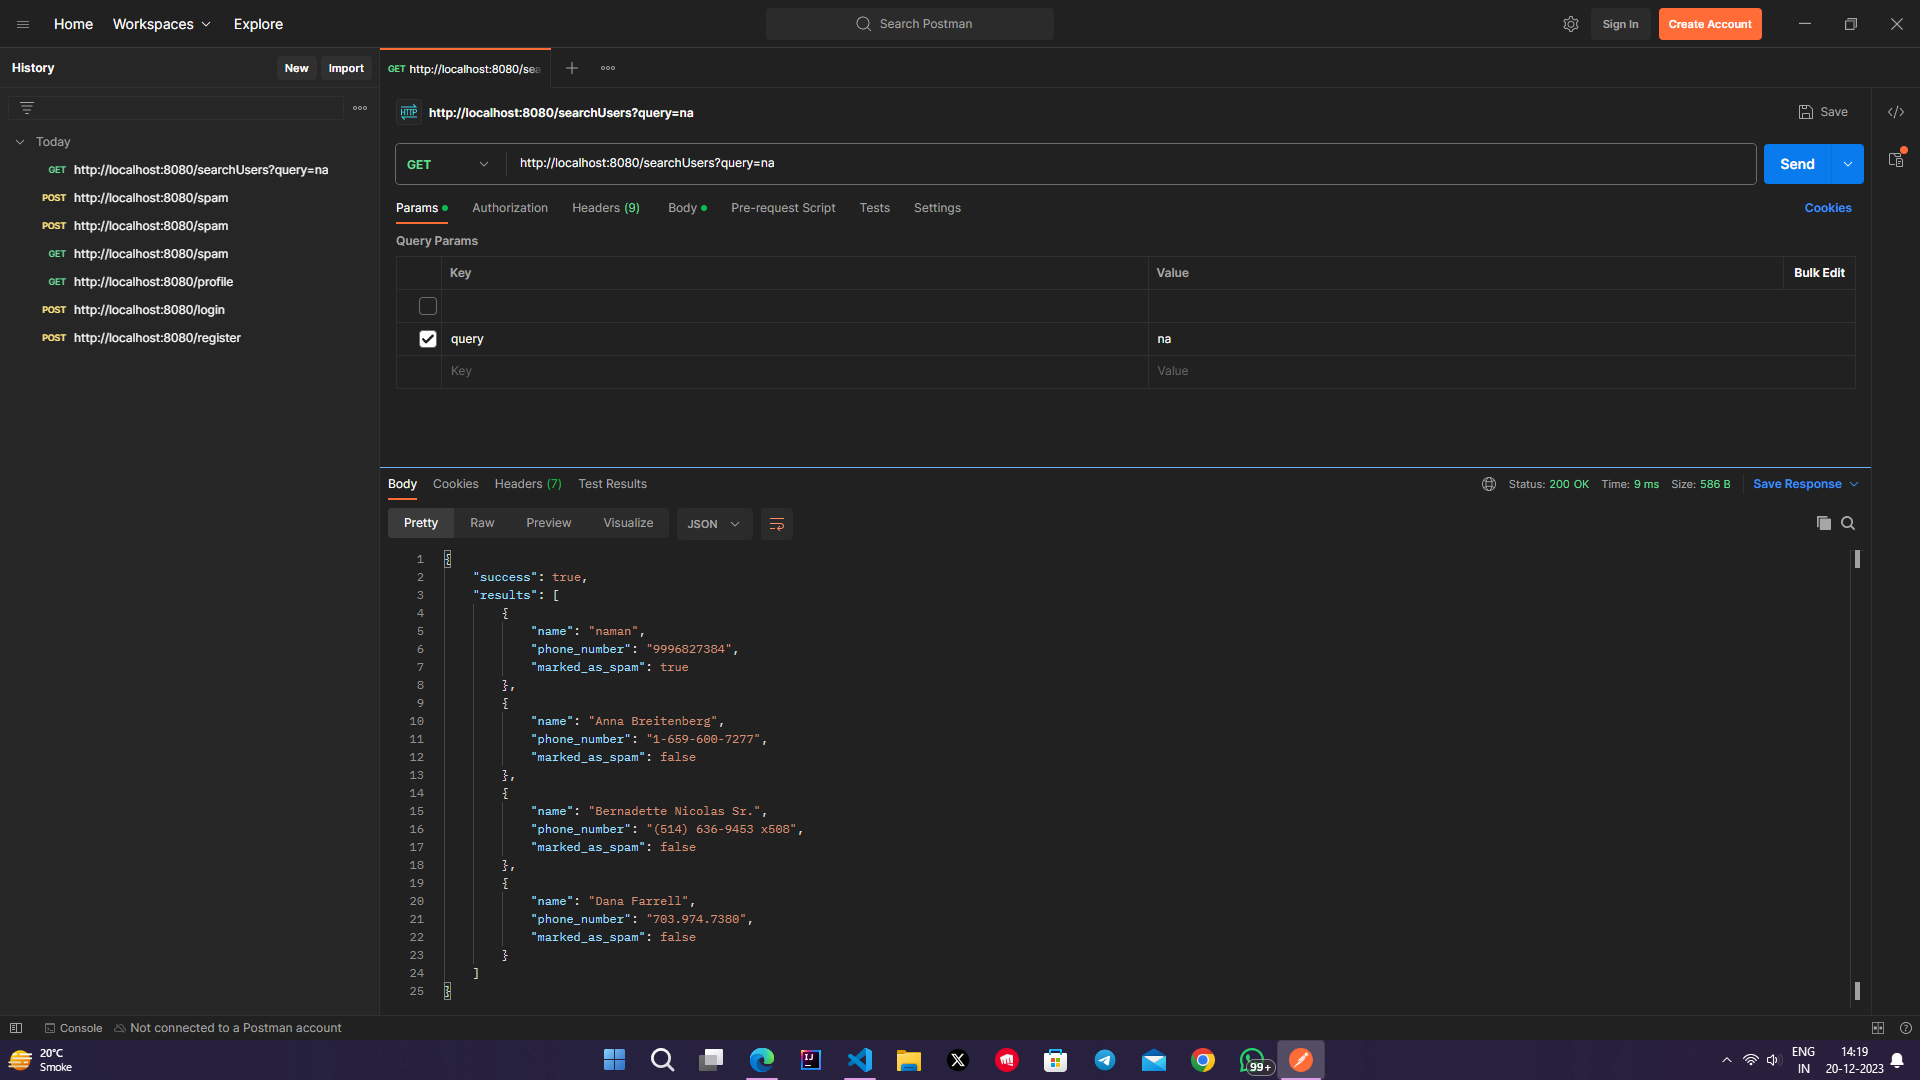 Home Workspaces Explore Search Postman Sign In Create Account
History New Import GET http://localhost:8080/sea
HTTP http://localhost:8080/searchUsers?query=na Save
Today
GET http://localhost:8080/searchUsers?query=na
POST http://localhost:8080/spam
POST http://localhost:8080/spam
GET http://localhost:8080/spam
GET http://localhost:8080/profile
POST http://localhost:8080/login
POST http://localhost:8080/register
GET http://localhost:8080/searchUsers?query=na Send
Params Authorization Headers (9) Body Pre-request Script Tests Settings Cookies
Query Params
Key Value Bulk Edit
query na
Key Value
Body Cookies Headers (7) Test Results Status: 200 OK Time: 9 ms Size: 586 B Save Response
Pretty Raw Preview Visualize JSON
1 {
2 "success": true,
3 "results": [
4 {
5 "name": "naman",
6 "phone_number": "9996827384",
7 "marked_as_spam": true
8 },
9 {
10 "name": "Anna Breitenberg",
11 "phone_number": "1-659-600-7277",
12 "marked_as_spam": false
13 },
14 {
15 "name": "Bernadette Nicolas Sr.",
16 "phone_number": "(514) 636-9453 x508",
17 "marked_as_spam": false
18 },
19 {
20 "name": "Dana Farrell",
21 "phone_number": "703.974.7380",
22 "marked_as_spam": false
23 }
24 ]
25 }
Console Not connected to a Postman account
20°C
Smoke
IJ
99+
ENG
IN
14:19
20-12-2023